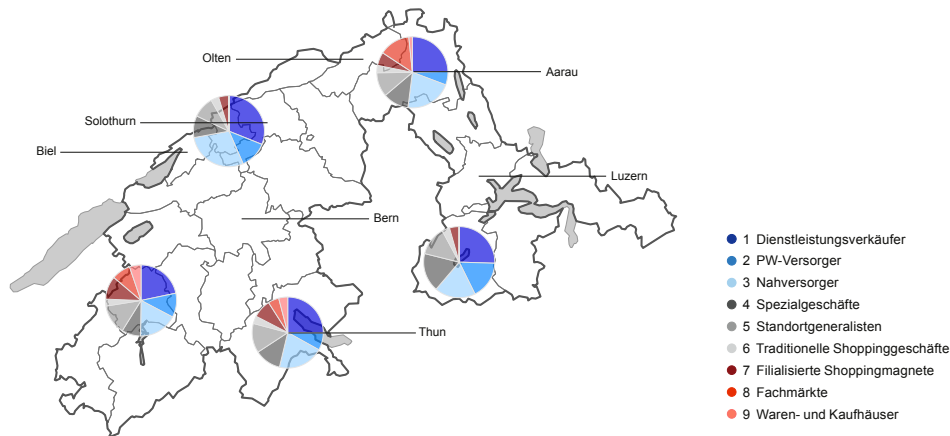 Olten
Aarau
Solothurn
Biel
Luzern
Bern
Thun
1 Dienstleistungsverkäufer
2 PW-Versorger
3 Nahversorger
4 Spezialgeschäfte
5 Standortgeneralisten
6 Traditionelle Shoppinggeschäfte
7 Filialisierte Shoppingmagnete
8 Fachmärkte
9 Waren- und Kaufhäuser